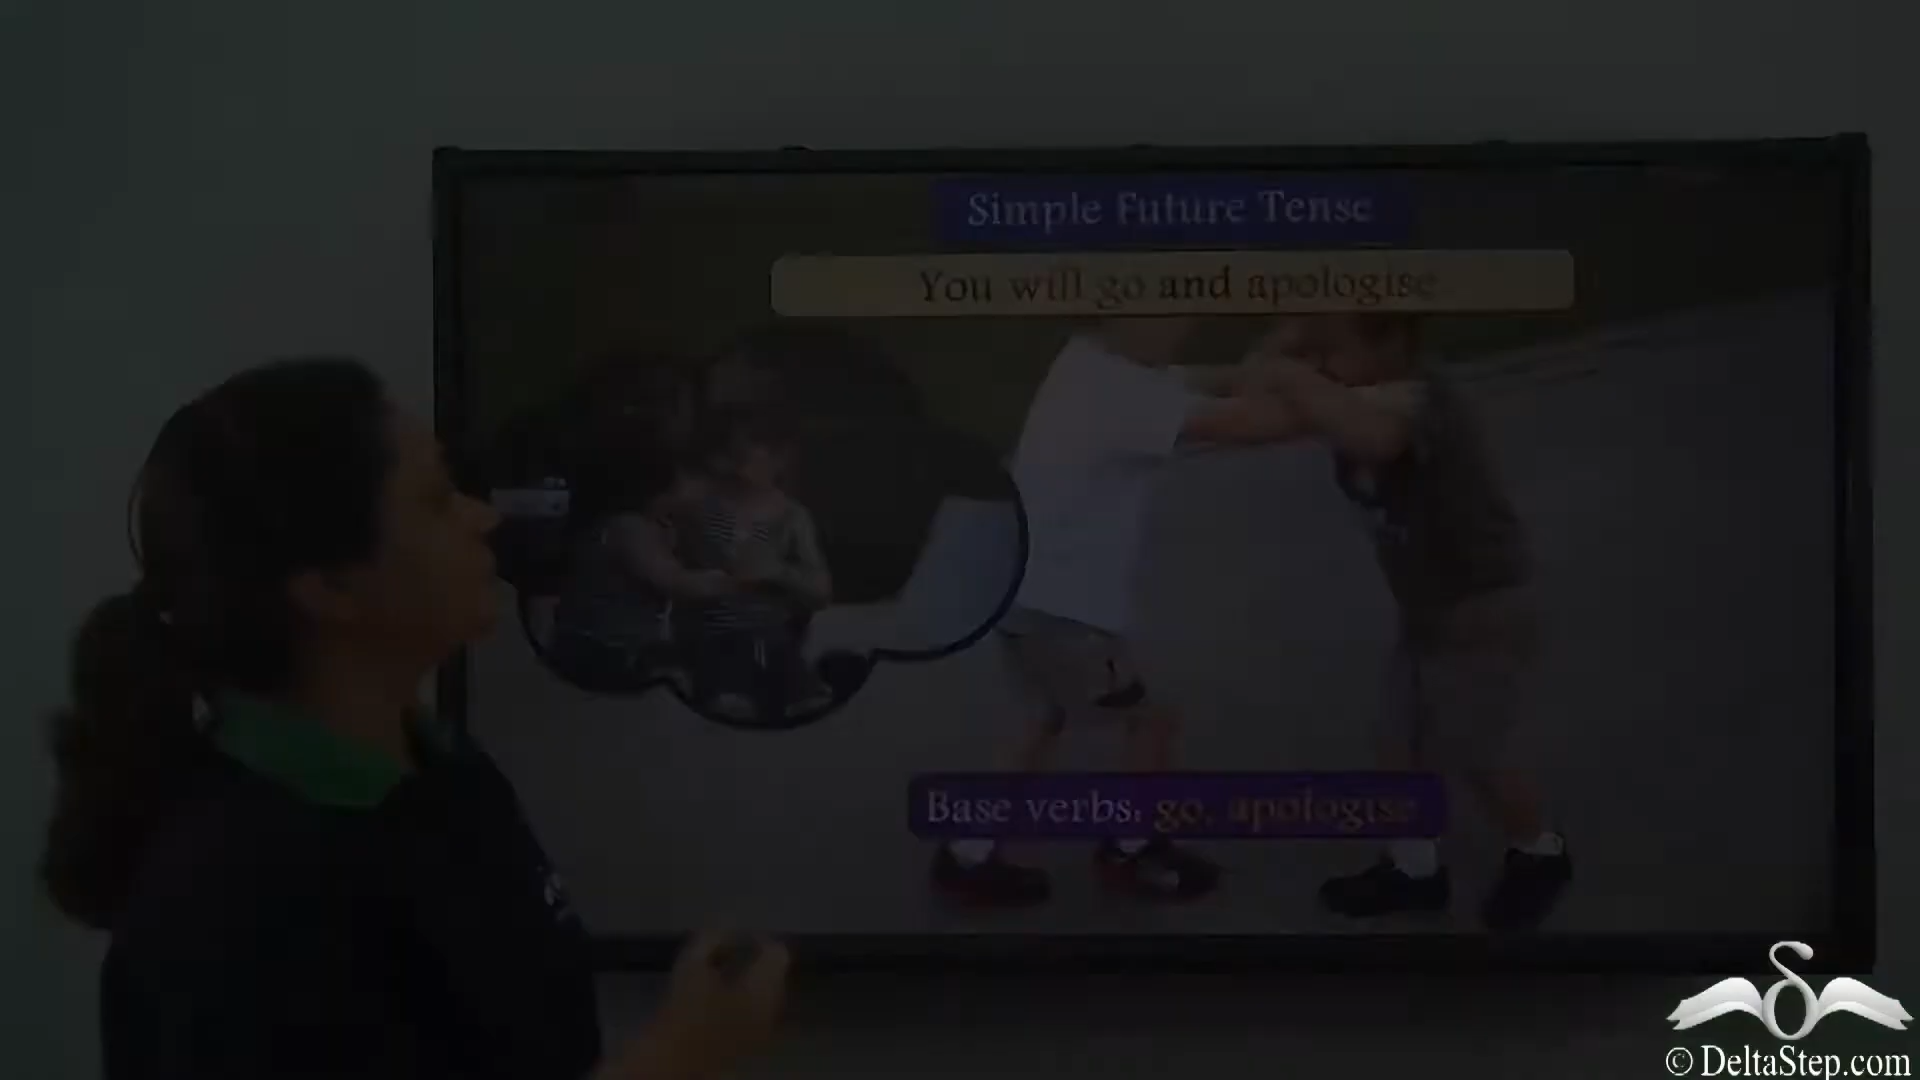 Simple Future Tense
You will go and apologise
Base verbs: go, apologise
© DeltaStep.com